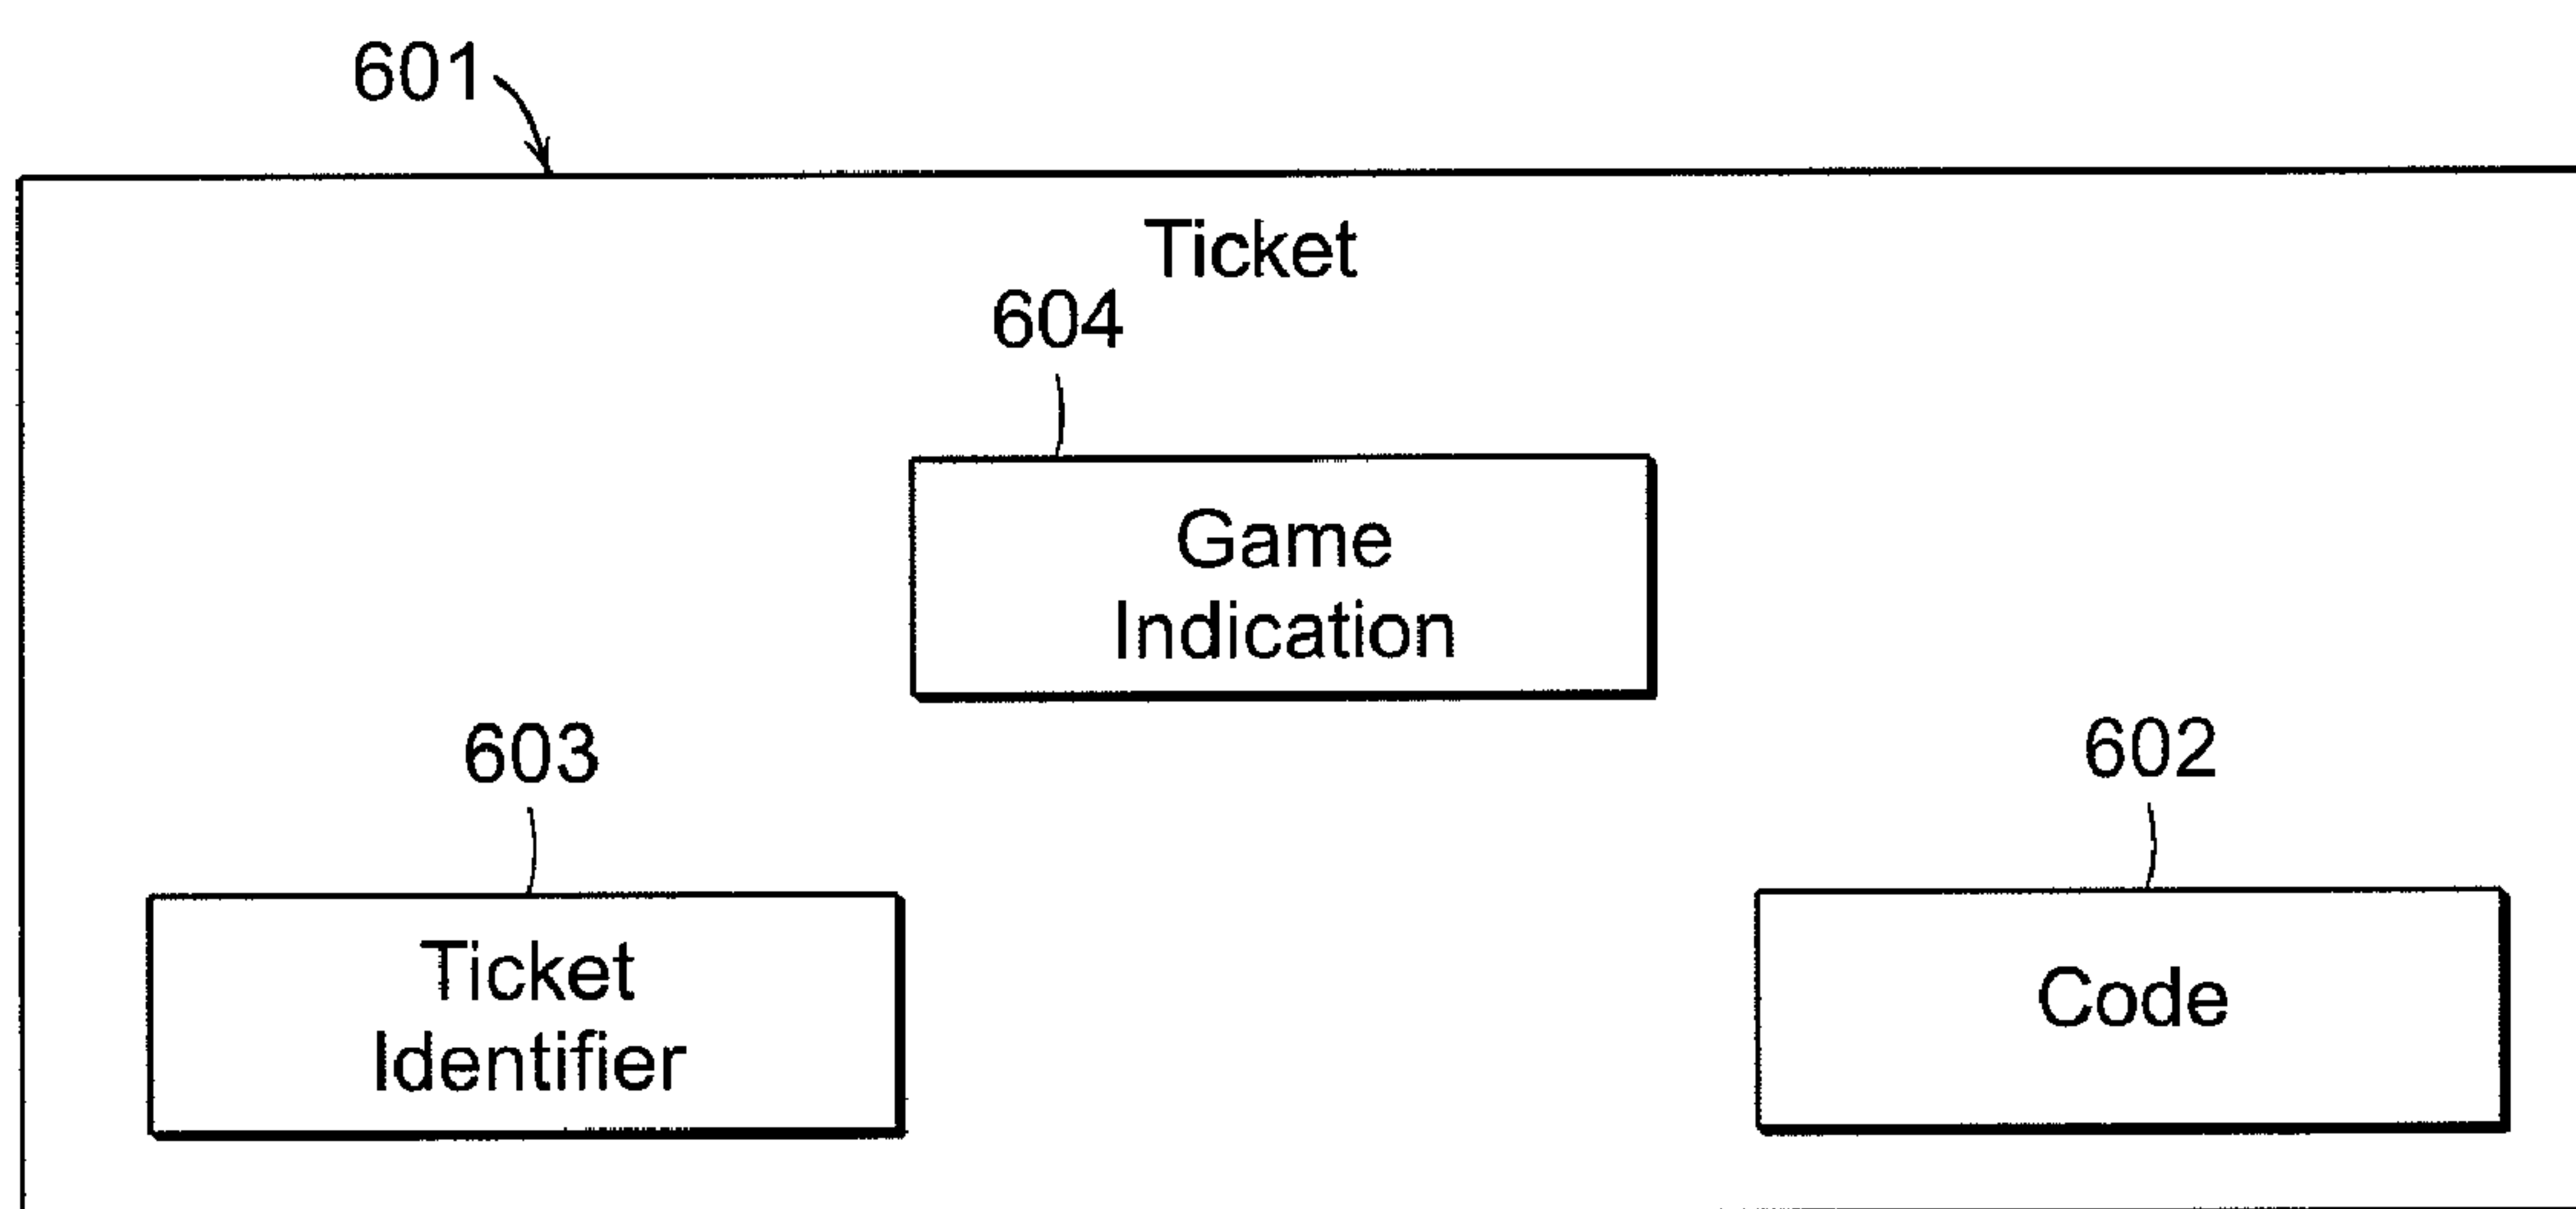 601
Ticket
604
Game
Indication
603
602
Ticket
Identifier
Code